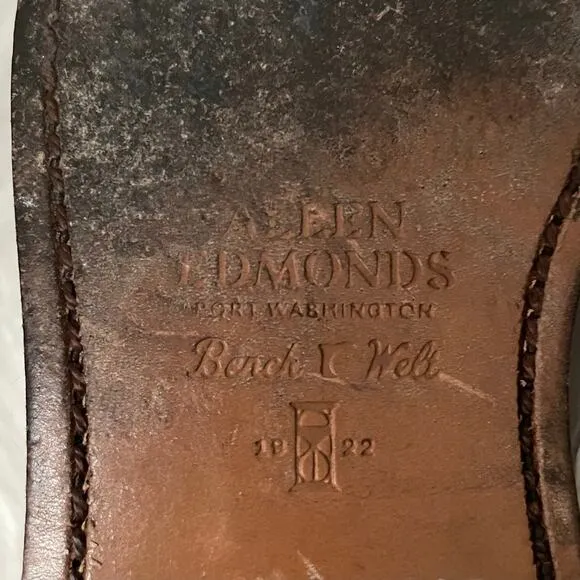 ALLEN
EDMONDS
PORT WASHINGTON
Bench Welt
19 22